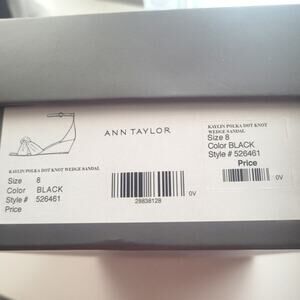 ANN TAYLOR
KAYLIN POLKA DOT KNOT WEDGE SANDAL
Size 8
Color BLACK
Style # 526461
Price
28838128
0V
KAYLIN POLKA DOT KNOT
WEDGE SANDAL
Size 8
Color BLACK
Style # 526461
Price
0V